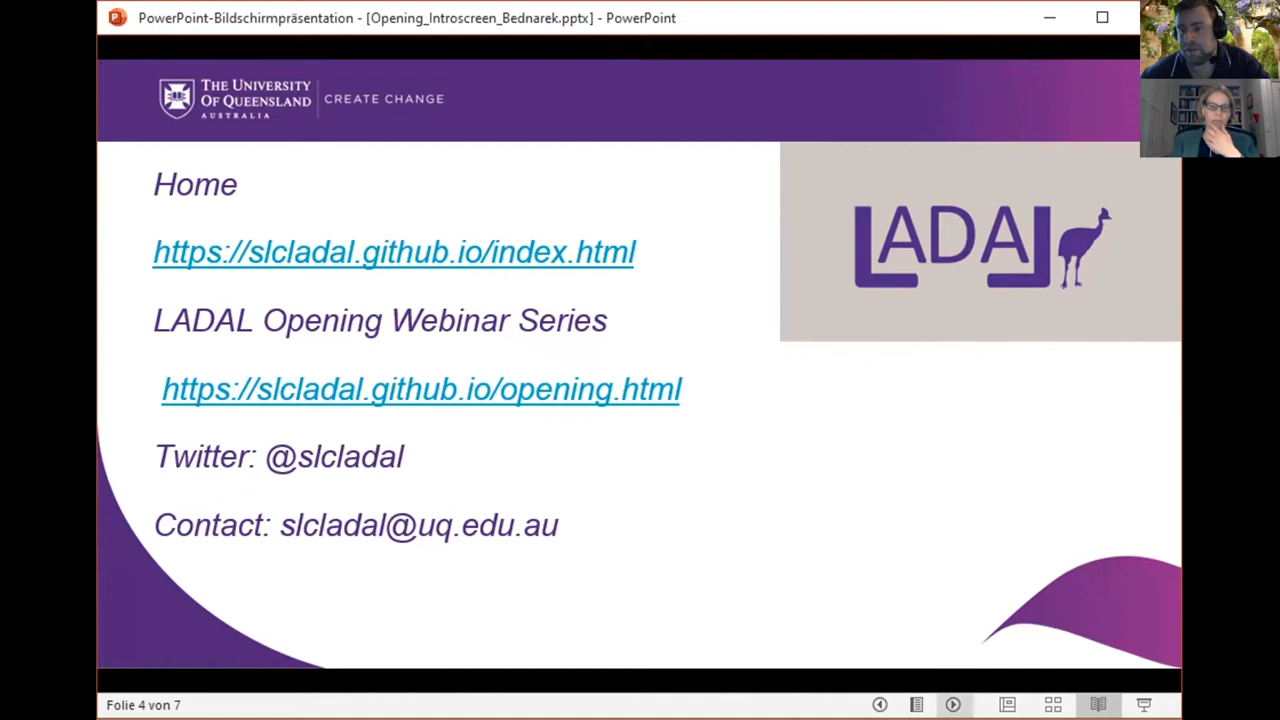 PowerPoint-Bildschirmpräsentation - [Opening_Introscreen_Bednarek.pptx] - PowerPoint
THE UNIVERSITY
OF QUEENSLAND
AUSTRALIA
CREATE CHANGE
Home
LADAL
https://slcladal.github.io/index.html
LADAL Opening Webinar Series
https://slcladal.github.io/opening.html
Twitter: @slcladal
Contact: slcladal@uq.edu.au
Folie 4 von 7